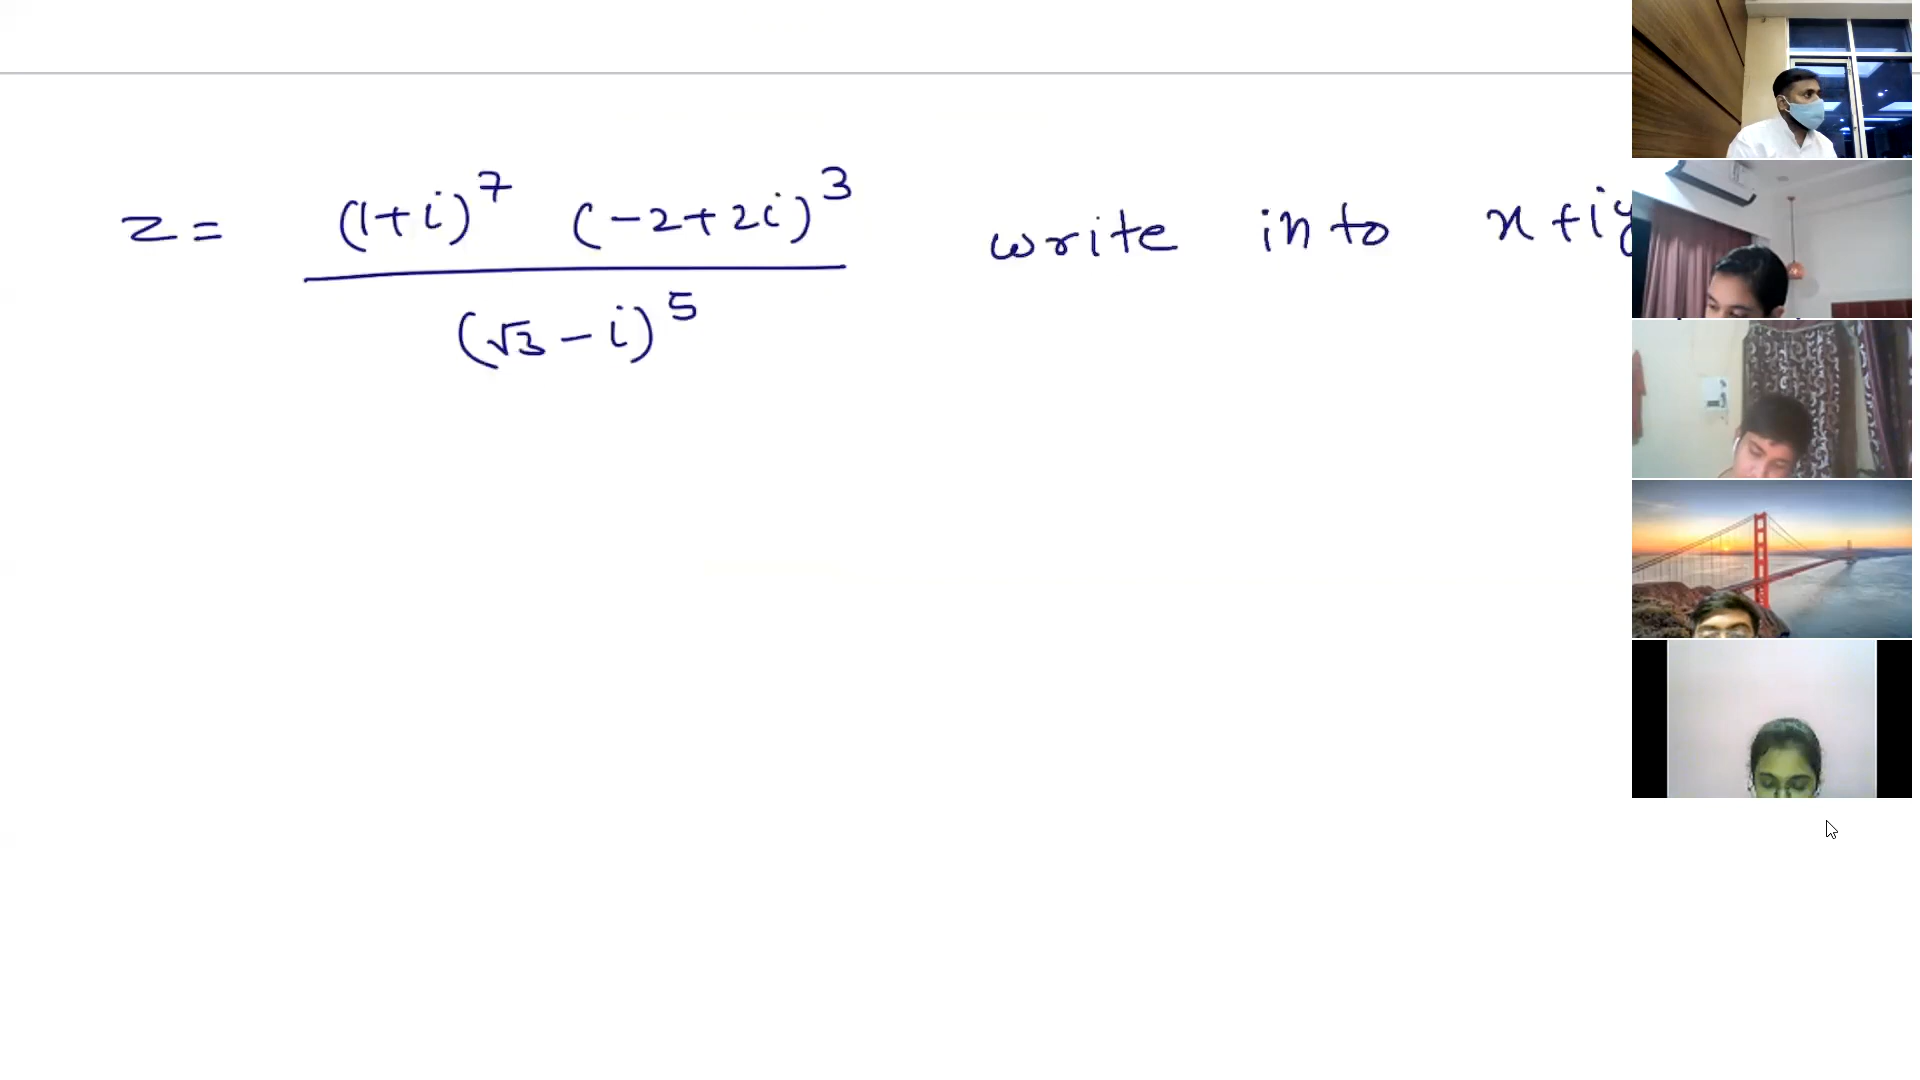 z = (1+i)^7 (-2+2i)^3 / (√3 - i)^5 write into x+iy